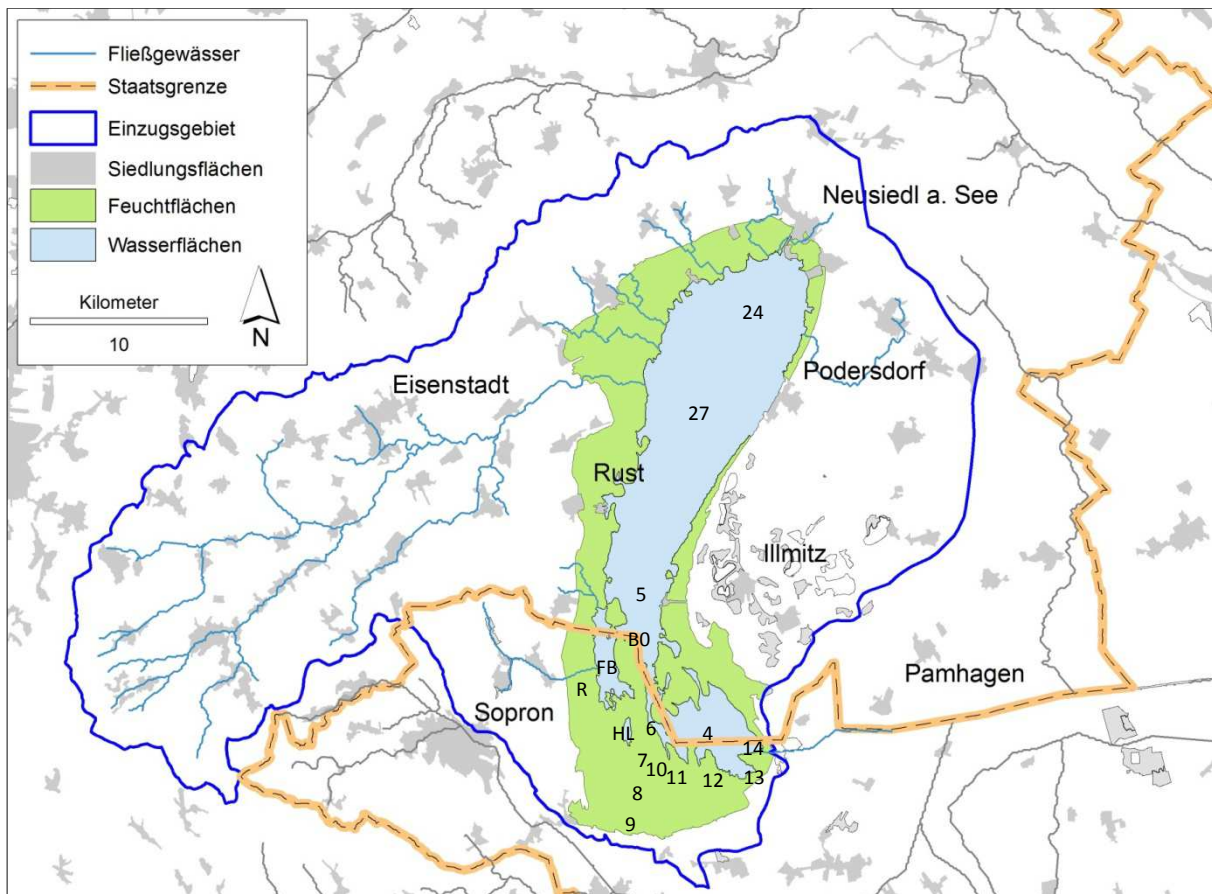 Fließgewässer
Staatsgrenze
Einzugsgebiet
Siedlungsflächen
Feuchtflächen
Wasserflächen
Kilometer
10
N
Neusiedl a. See
24
Podersdorf
Eisenstadt
27
Rust
Illmitz
5
B0
FB
R
Pamhagen
Sopron
HL
6
4
14
7
10
11
12
13
8
9